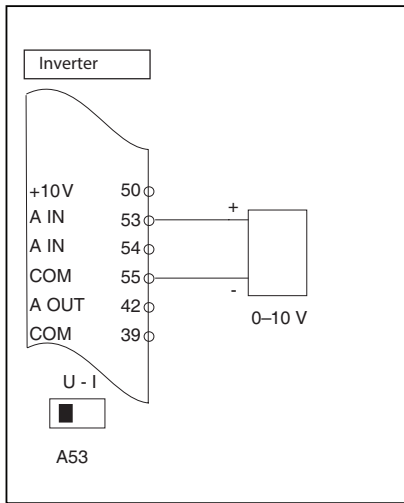 Inverter
+10V 50
A IN 53
A IN 54
COM 55
A OUT 42
COM 39
+
-
0–10 V
U - I
A53